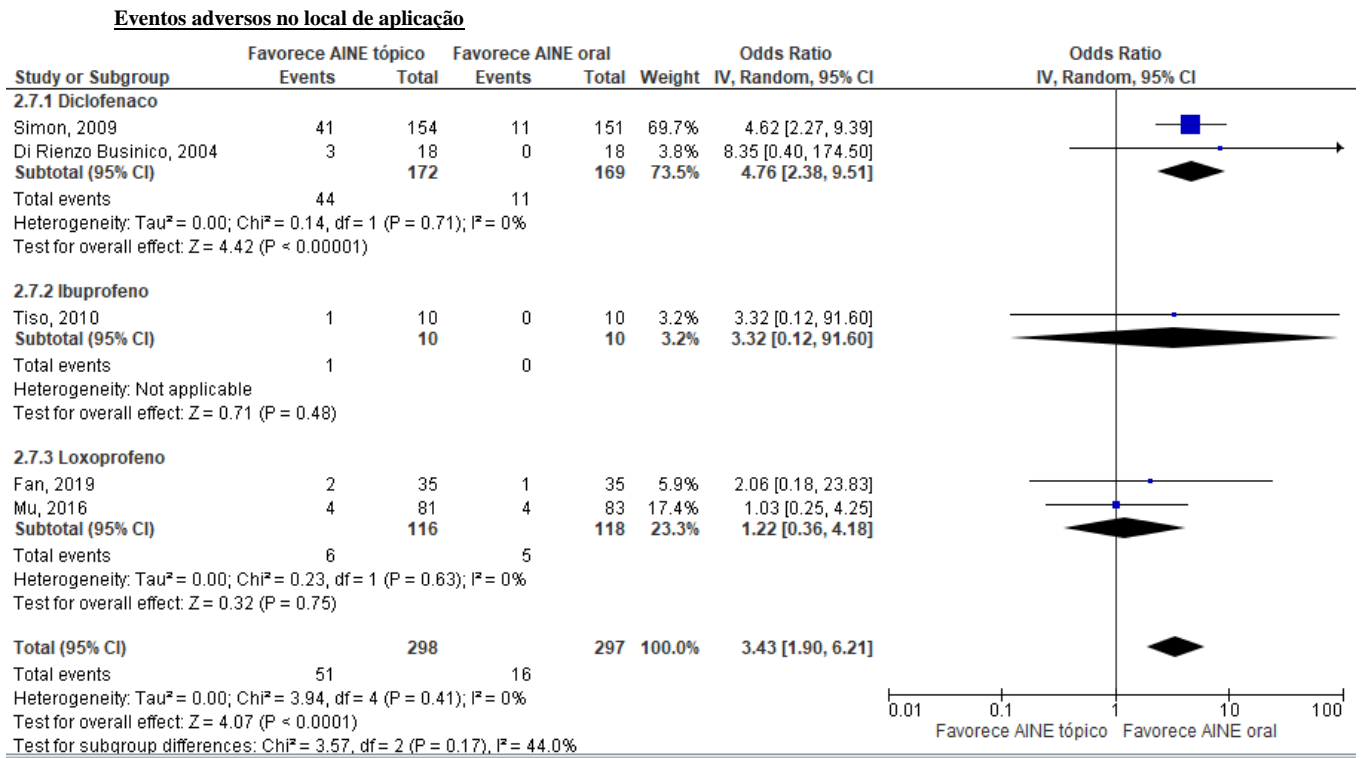 Eventos adversos no local de aplicação
Favorece AINE tópico Favorece AINE oral Odds Ratio Odds Ratio
Study or Subgroup Events Total Events Total Weight IV, Random, 95% CI IV, Random, 95% CI
2.7.1 Diclofenaco
Simon, 2009 41 154 11 151 69.7% 4.62 [2.27, 9.39]
Di Rienzo Businico, 2004 3 18 0 18 3.8% 8.35 [0.40, 174.50]
Subtotal (95% CI) 172 169 73.5% 4.76 [2.38, 9.51]
Total events 44 11
Heterogeneity: Tau² = 0.00; Chi² = 0.14, df = 1 (P = 0.71); I² = 0%
Test for overall effect: Z = 4.42 (P < 0.00001)
2.7.2 Ibuprofeno
Tiso, 2010 1 10 0 10 3.2% 3.32 [0.12, 91.60]
Subtotal (95% CI) 10 10 3.2% 3.32 [0.12, 91.60]
Total events 1 0
Heterogeneity: Not applicable
Test for overall effect: Z = 0.71 (P = 0.48)
2.7.3 Loxoprofeno
Fan, 2019 2 35 1 35 5.9% 2.06 [0.18, 23.83]
Mu, 2016 4 81 4 83 17.4% 1.03 [0.25, 4.25]
Subtotal (95% CI) 116 118 23.3% 1.22 [0.36, 4.18]
Total events 6 5
Heterogeneity: Tau² = 0.00; Chi² = 0.23, df = 1 (P = 0.63); I² = 0%
Test for overall effect: Z = 0.32 (P = 0.75)
Total (95% CI) 298 297 100.0% 3.43 [1.90, 6.21]
Total events 51 16
Heterogeneity: Tau² = 0.00; Chi² = 3.94, df = 4 (P = 0.41); I² = 0%
Test for overall effect: Z = 4.07 (P < 0.0001)
Test for subgroup differences: Chi² = 3.57, df = 2 (P = 0.17), I² = 44.0%
0.01 0.1 1 10 100
Favorece AINE tópico Favorece AINE oral